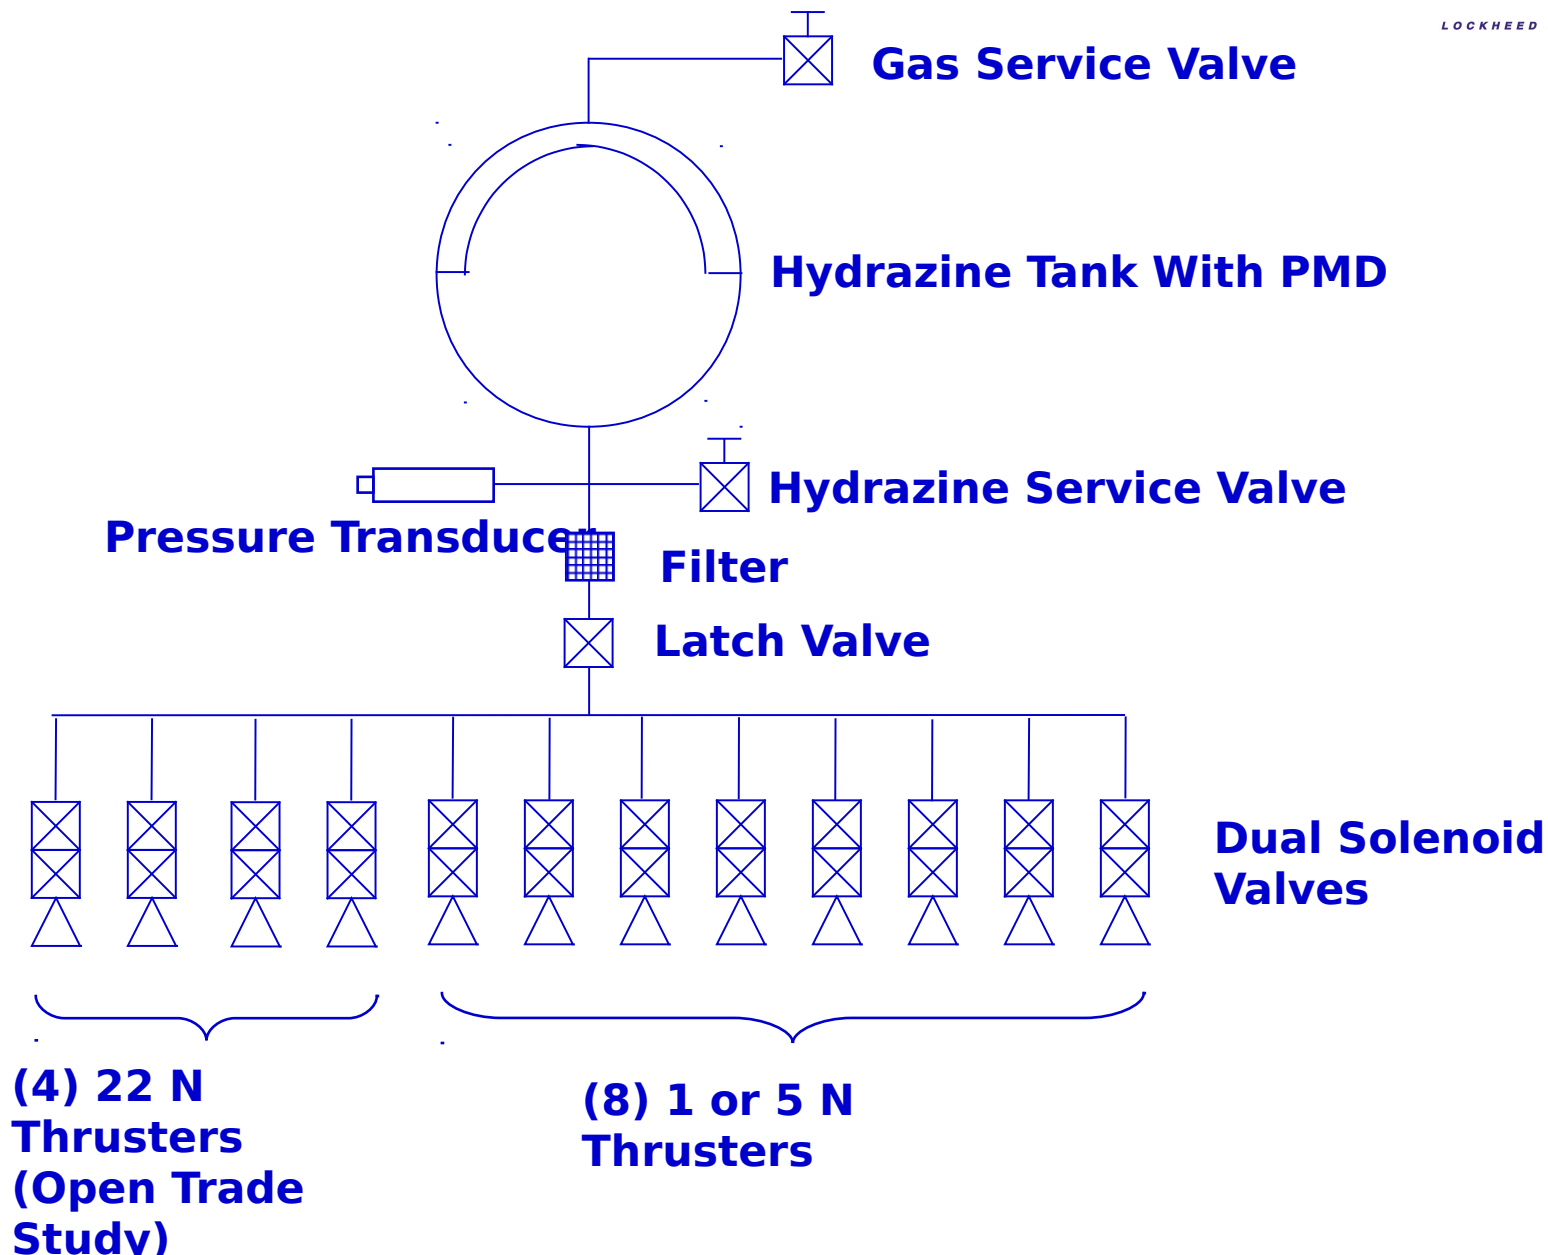 LOCKHEED
Gas Service Valve
Hydrazine Tank With PMD
Hydrazine Service Valve
Pressure Transducer
Filter
Latch Valve
Dual Solenoid
Valves
(4) 22 N
Thrusters
(Open Trade
Study)
(8) 1 or 5 N
Thrusters